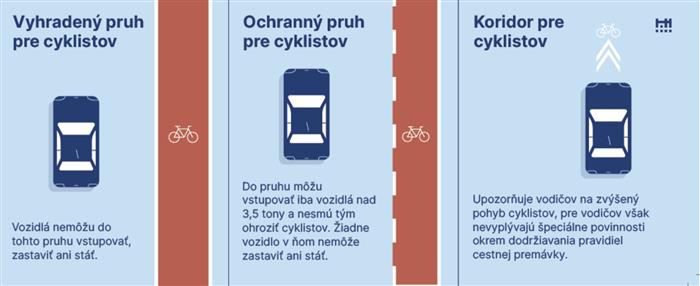 Vyhradený pruh
pre cyklistov
Vozidlá nemôžu do
tohto pruhu vstupovať,
zastaviť ani stáť.
Ochranný pruh
pre cyklistov
Do pruhu môžu
vstupovať iba vozidlá nad
3,5 tony a nesmú tým
ohroziť cyklistov. Žiadne
vozidlo v ňom nemôže
zastaviť ani stáť.
Koridor pre
cyklistov
Upozorňuje vodičov na zvýšený
pohyb cyklistov, pre vodičov však
nevyplývajú špeciálne povinnosti
okrem dodržiavania pravidiel
cestnej premávky.